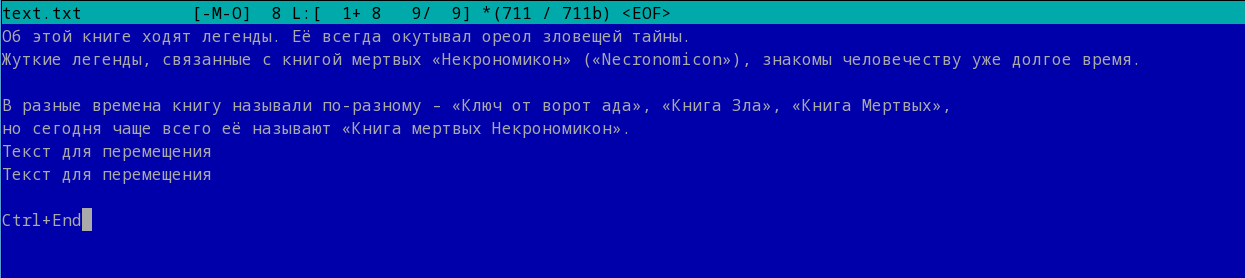 text.txt [-M-O] 8 L:[ 1+ 8 9/ 9] *(711 / 711b) <EOF>
Об этой книге ходят легенды. Её всегда окутывал ореол зловещей тайны.
Жуткие легенды, связанные с книгой мертвых «Некрономикон» («Necronomicon»), знакомы человечеству уже долгое время.
В разные времена книгу называли по-разному – «Ключ от ворот ада», «Книга Зла», «Книга Мертвых»,
но сегодня чаще всего её называют «Книга мертвых Некрономикон».
Текст для перемещения
Текст для перемещения
Ctrl+End